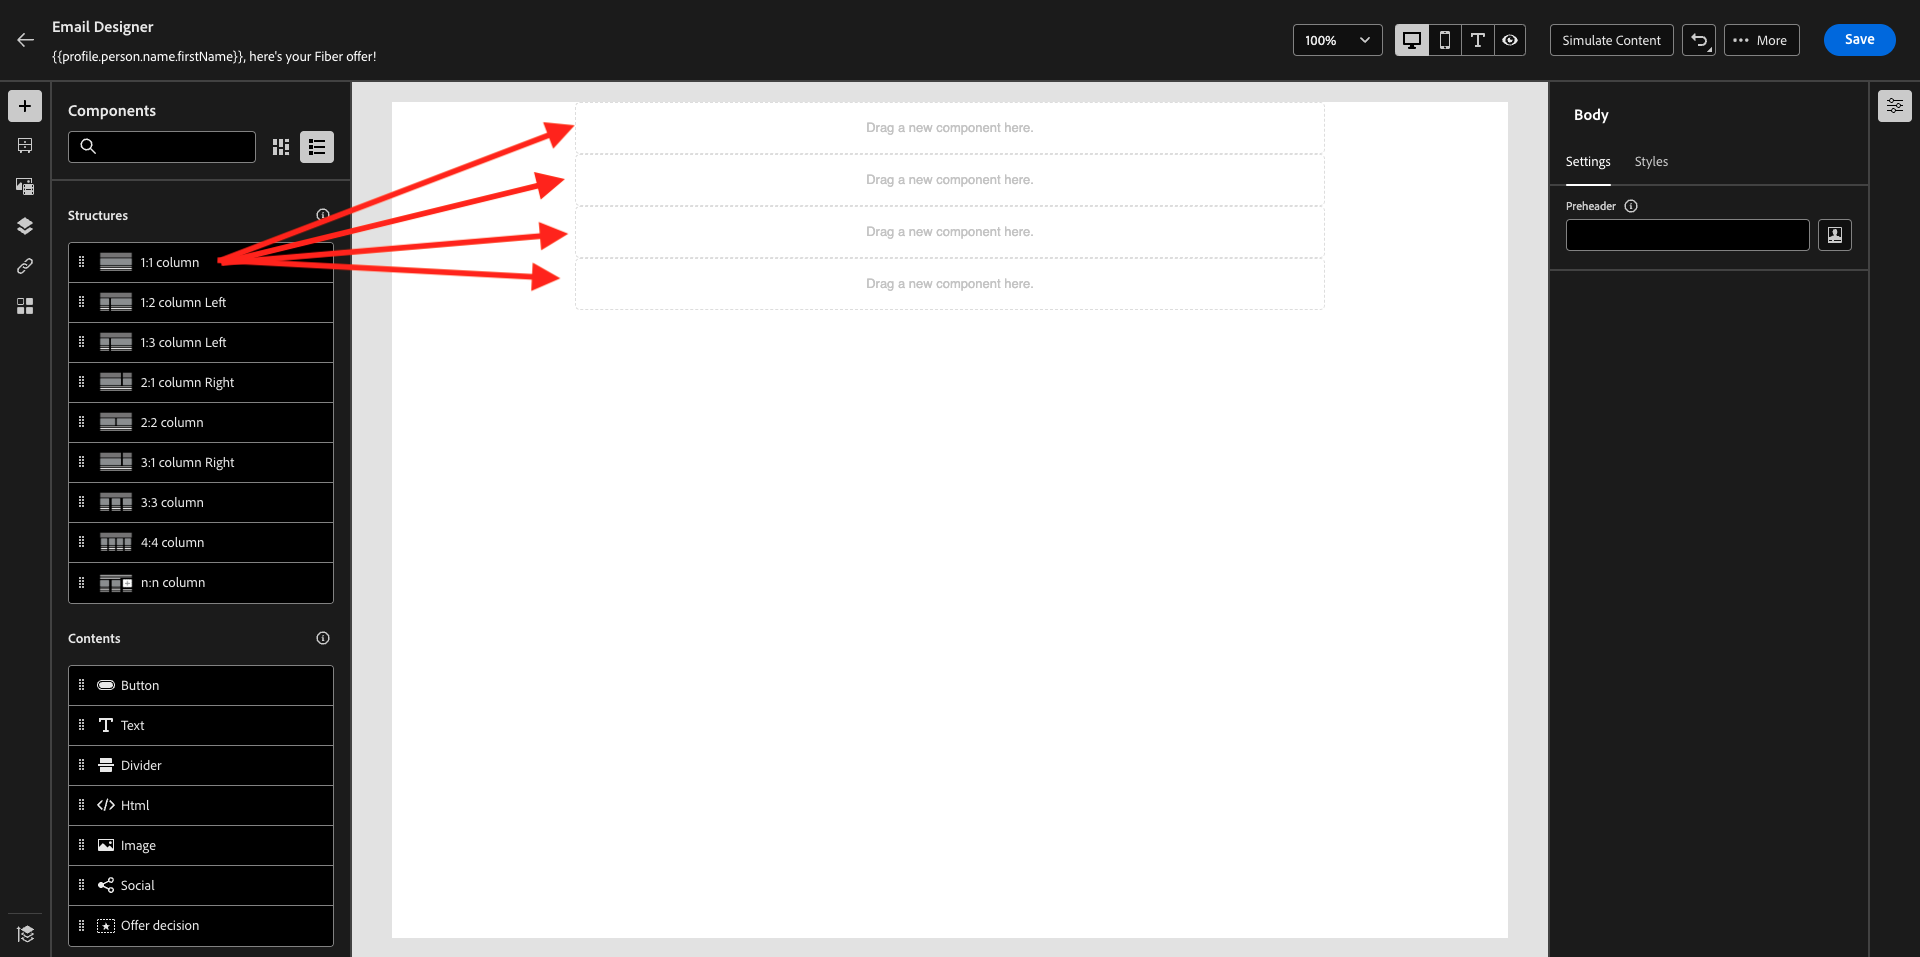 Email Designer
{{profile.person.name.firstName}}, here's your Fiber offer!
100%
Simulate Content
More
Save
Components
Structures
1:1 column
1:2 column Left
1:3 column Left
2:1 column Right
2:2 column
3:1 column Right
3:3 column
4:4 column
n:n column
Contents
Button
Text
Divider
Html
Image
Social
Offer decision
Drag a new component here.
Drag a new component here.
Drag a new component here.
Drag a new component here.
Body
Settings Styles
Preheader